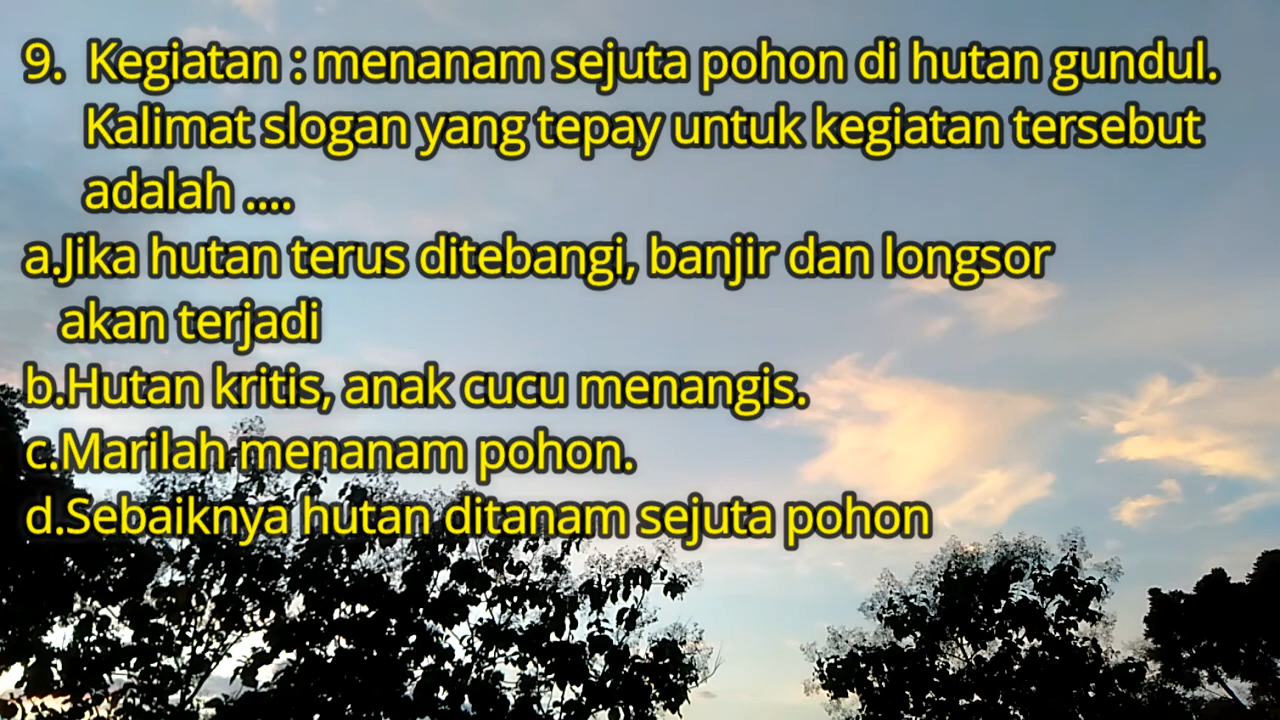 9. Kegiatan : menanam sejuta pohon di hutan gundul.
Kalimat slogan yang tepay untuk kegiatan tersebut
adalah ....
a.Jika hutan terus ditebangi, banjir dan longsor
akan terjadi
b.Hutan kritis, anak cucu menangis.
c.Marilah menanam pohon.
d.Sebaiknya hutan ditanam sejuta pohon